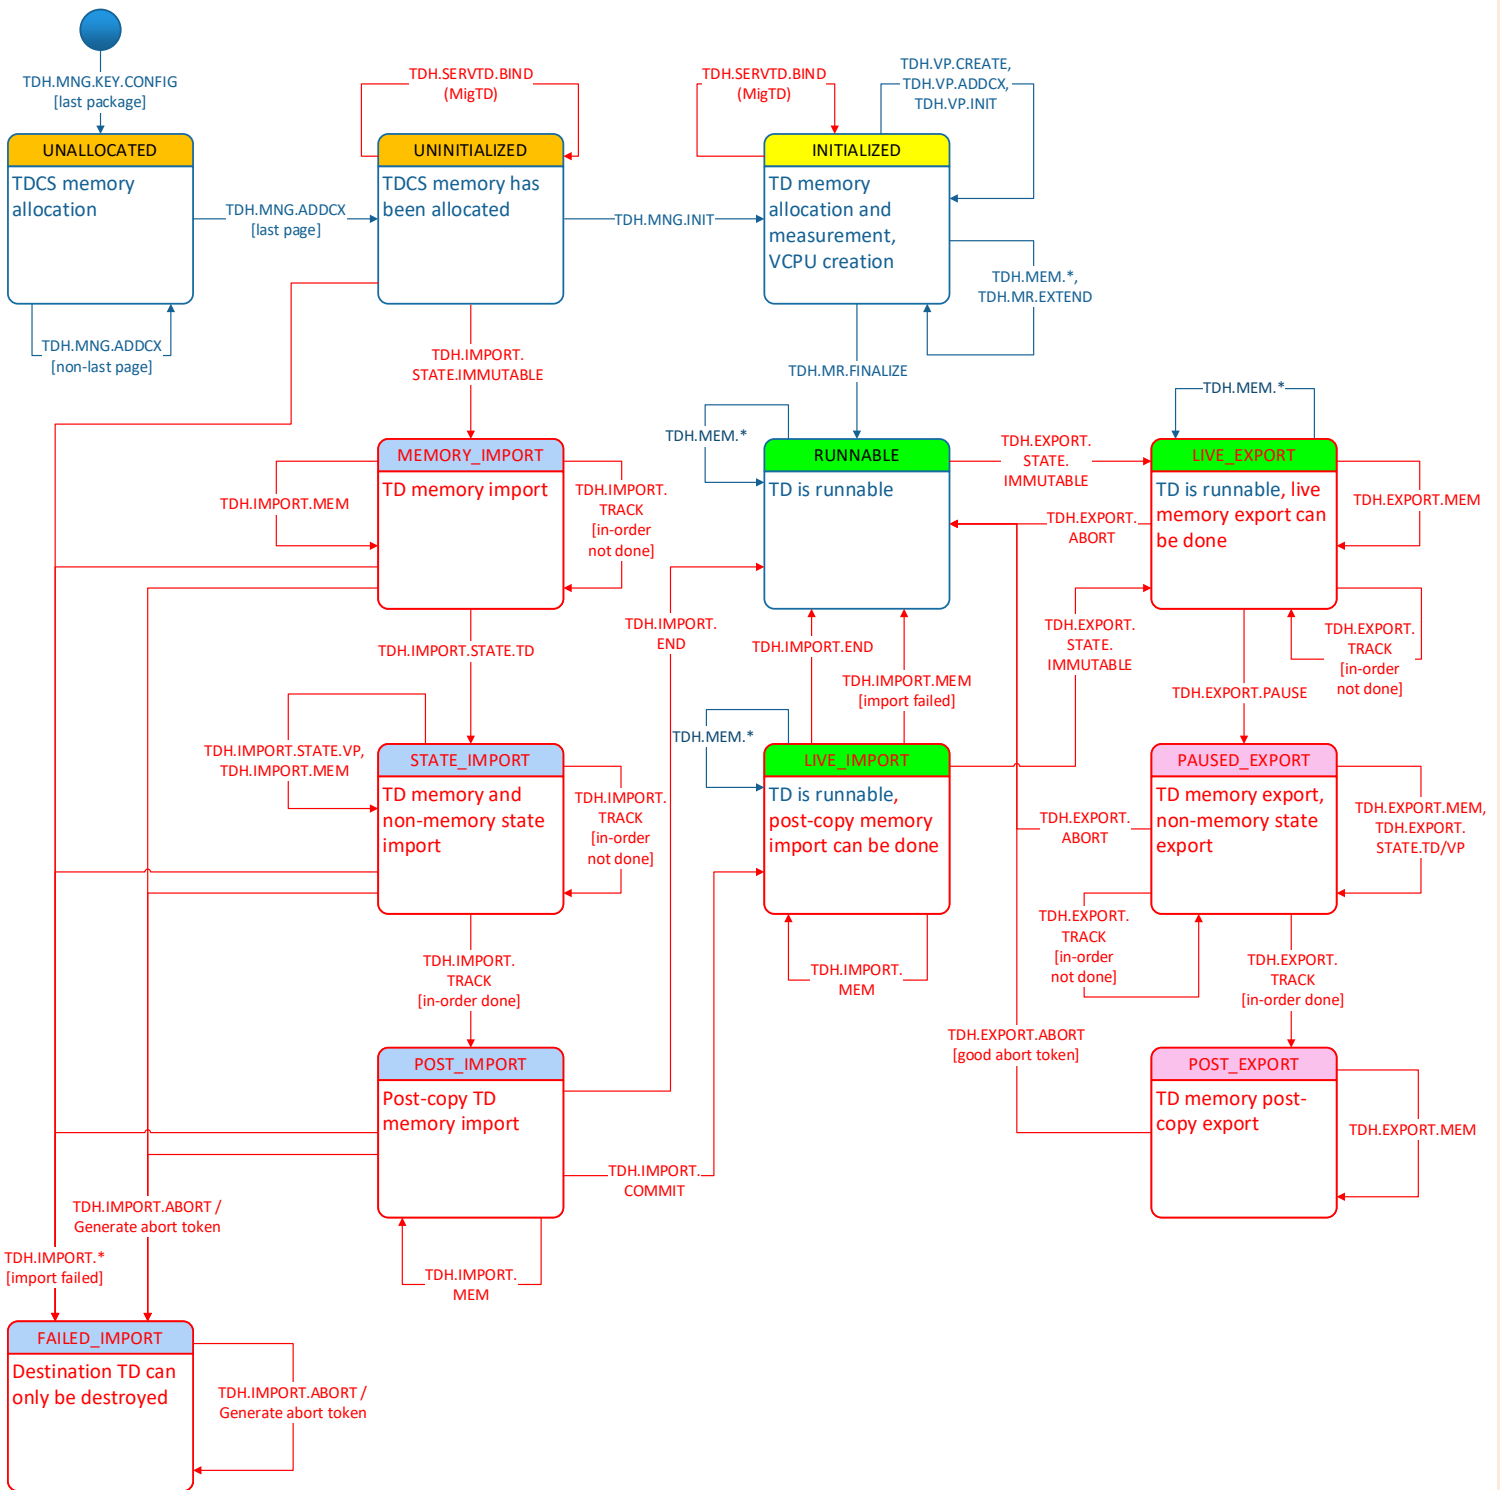 TDH.MNG.KEY.CONFIG
[last package]
TDH.SERVTD.BIND
(MigTD)
TDH.SERVTD.BIND
(MigTD)
TDH.VP.CREATE,
TDH.VP.ADDCX,
TDH.VP.INIT
UNALLOCATED
TDCS memory
allocation
TDH.MNG.ADDCX
[last page]
UNINITIALIZED
TDCS memory has
been allocated
TDH.MNG.INIT
INITIALIZED
TD memory
allocation and
measurement,
VCPU creation
TDH.MEM.*,
TDH.MR.EXTEND
TDH.MNG.ADDCX
[non-last page]
TDH.IMPORT.
STATE.IMMUTABLE
TDH.MR.FINALIZE
TDH.MEM.*
MEMORY_IMPORT
TD memory import
TDH.IMPORT.MEM
TDH.IMPORT.
TRACK
[in-order
not done]
TDH.MEM.*
RUNNABLE
TD is runnable
TDH.EXPORT.
STATE.
IMMUTABLE
TDH.EXPORT.
ABORT
LIVE_EXPORT
TD is runnable, live
memory export can
be done
TDH.EXPORT.MEM
TDH.IMPORT.STATE.TD
TDH.IMPORT.
END
TDH.IMPORT.END
TDH.IMPORT.MEM
[import failed]
TDH.EXPORT.
STATE.
IMMUTABLE
TDH.EXPORT.
TRACK
[in-order
not done]
TDH.EXPORT.PAUSE
TDH.IMPORT.STATE.VP,
TDH.IMPORT.MEM
STATE_IMPORT
TD memory and
non-memory state
import
TDH.IMPORT.
TRACK
[in-order
not done]
TDH.MEM.*
LIVE_IMPORT
TD is runnable,
post-copy memory
import can be done
TDH.EXPORT.
ABORT
PAUSED_EXPORT
TD memory export,
non-memory state
export
TDH.EXPORT.MEM,
TDH.EXPORT.
STATE.TD/VP
TDH.IMPORT.
TRACK
[in-order done]
TDH.IMPORT.
MEM
TDH.EXPORT.
TRACK
[in-order
not done]
TDH.EXPORT.
TRACK
[in-order done]
TDH.EXPORT.ABORT
[good abort token]
POST_IMPORT
Post-copy TD
memory import
POST_EXPORT
TD memory post-
copy export
TDH.EXPORT.MEM
TDH.IMPORT.
COMMIT
TDH.IMPORT.ABORT /
Generate abort token
TDH.IMPORT.*
[import failed]
TDH.IMPORT.
MEM
FAILED_IMPORT
Destination TD can
only be destroyed
TDH.IMPORT.ABORT /
Generate abort token